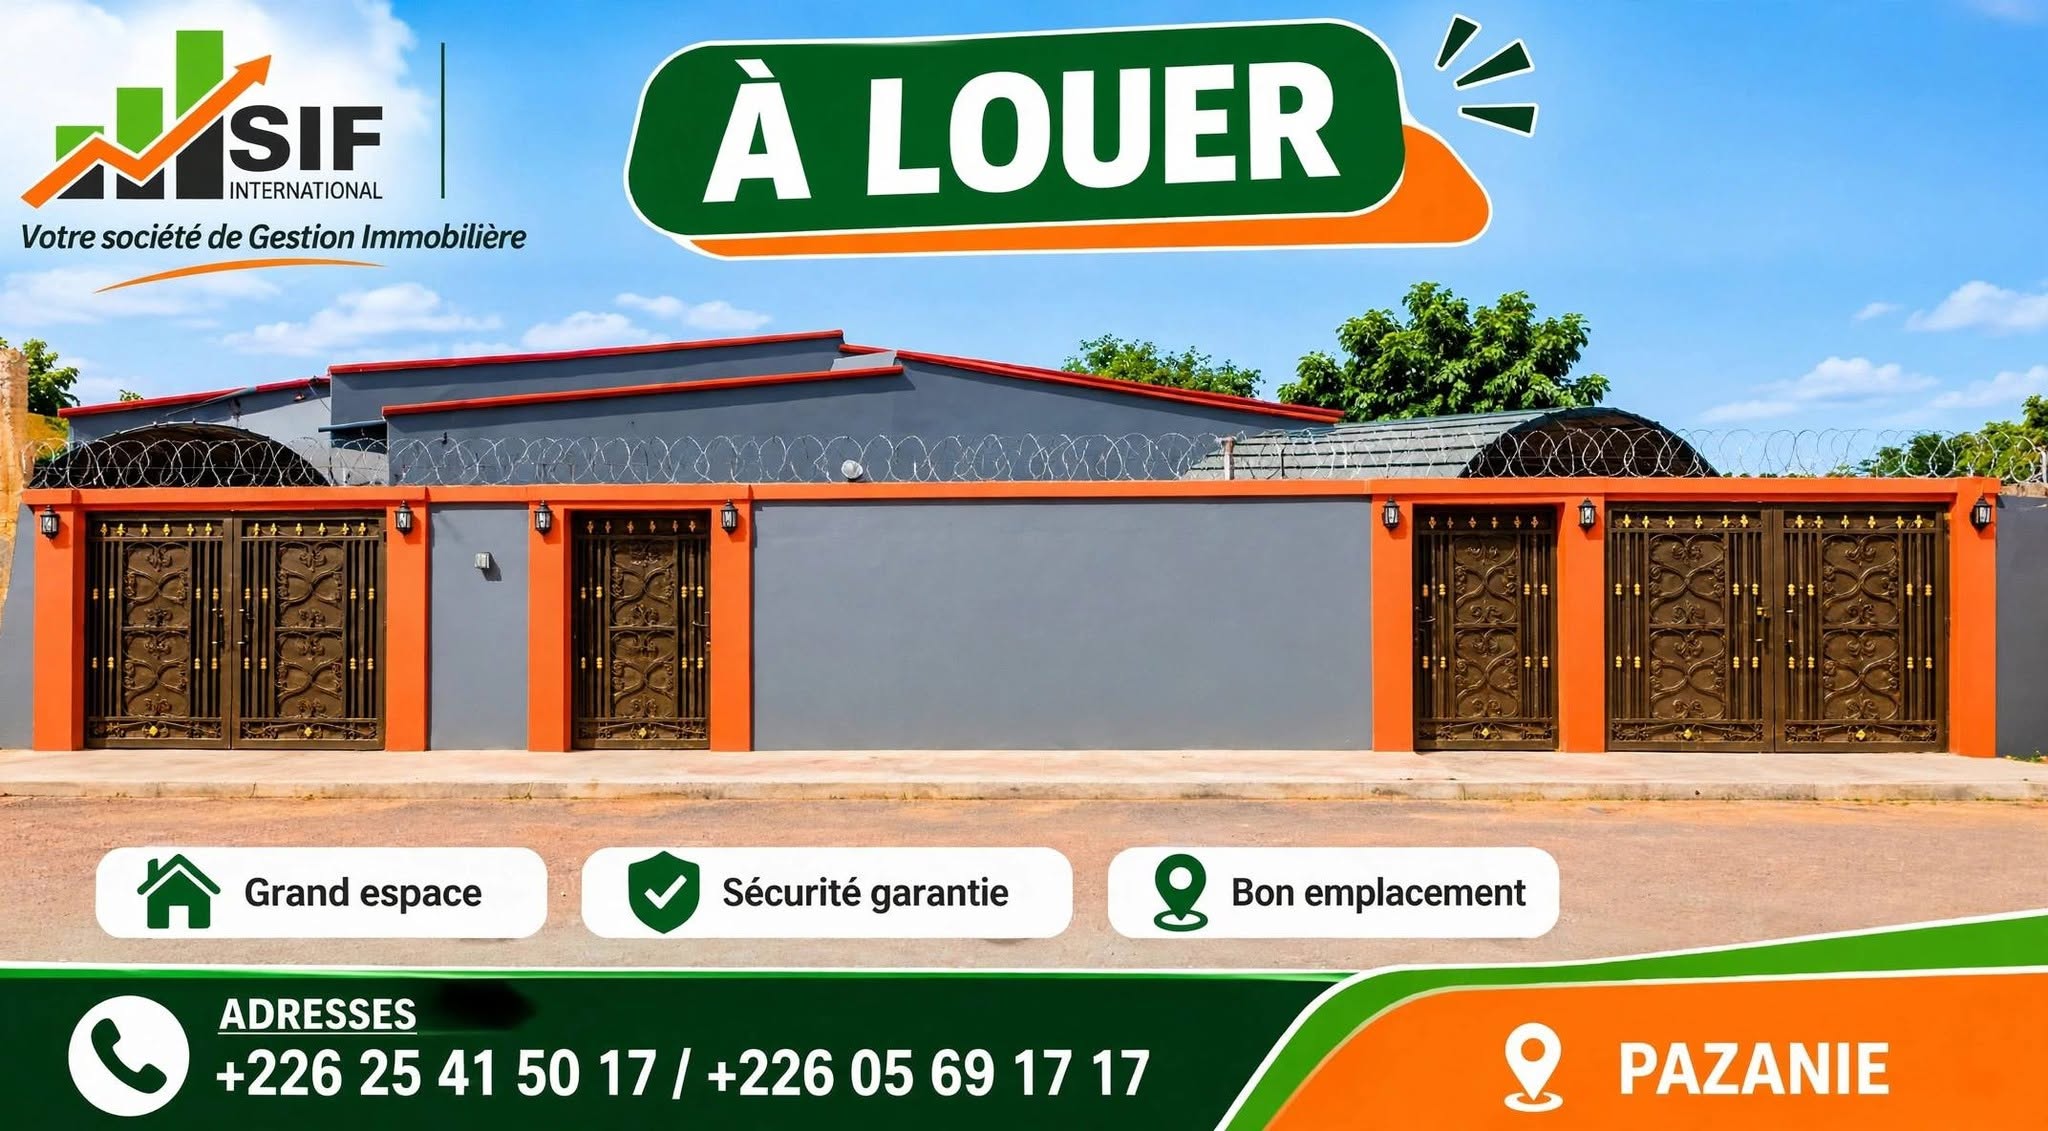 À LOUER
SIF
INTERNATIONAL
Votre société de Gestion Immobilière
Grand espace
Sécurité garantie
Bon emplacement
ADRESSES
+226 25 41 50 17 / +226 05 69 17 17
PAZANIE